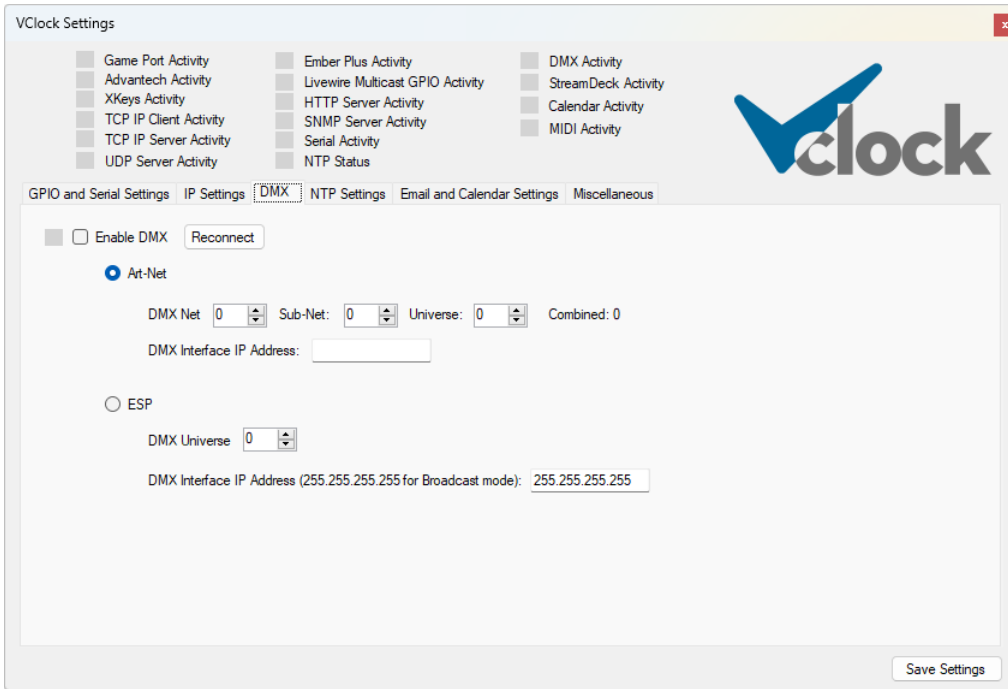 VClock Settings
x
Game Port Activity
Advantech Activity
XKeys Activity
TCP IP Client Activity
TCP IP Server Activity
UDP Server Activity
Ember Plus Activity
Livewire Multicast GPIO Activity
HTTP Server Activity
SNMP Server Activity
Serial Activity
NTP Status
DMX Activity
StreamDeck Activity
Calendar Activity
MIDI Activity
Vclock
GPIO and Serial Settings IP Settings DMX NTP Settings Email and Calendar Settings Miscellaneous
Enable DMX Reconnect
Art-Net
DMX Net 0 Sub-Net: 0 Universe: 0 Combined: 0
DMX Interface IP Address:
ESP
DMX Universe 0
DMX Interface IP Address (255.255.255.255 for Broadcast mode): 255.255.255.255
Save Settings